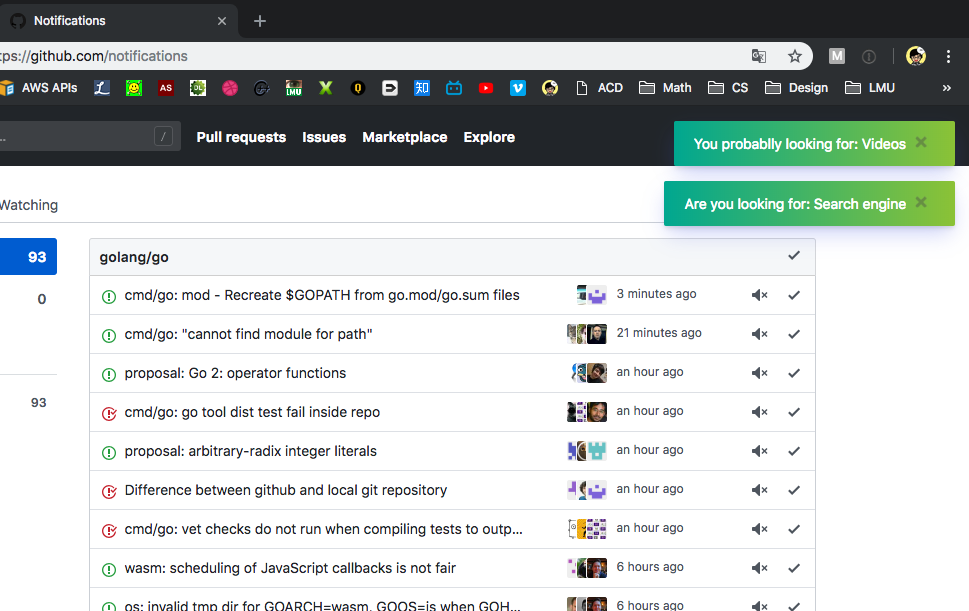 Notifications
tps://github.com/notifications
M
AWS APIs
AS
LMU
知
ACD
Math
CS
Design
LMU
»
...
/
Pull requests
Issues
Marketplace
Explore
You probablly looking for: Videos
Are you looking for: Search engine
Watching
93
0
93
golang/go
cmd/go: mod - Recreate $GOPATH from go.mod/go.sum files
3 minutes ago
cmd/go: "cannot find module for path"
21 minutes ago
proposal: Go 2: operator functions
an hour ago
cmd/go: go tool dist test fail inside repo
an hour ago
proposal: arbitrary-radix integer literals
an hour ago
Difference between github and local git repository
an hour ago
cmd/go: vet checks do not run when compiling tests to outp...
an hour ago
wasm: scheduling of JavaScript callbacks is not fair
6 hours ago
os: invalid tmp dir for GOARCH=wasm, GOOS=js when GOH...
6 hours ago